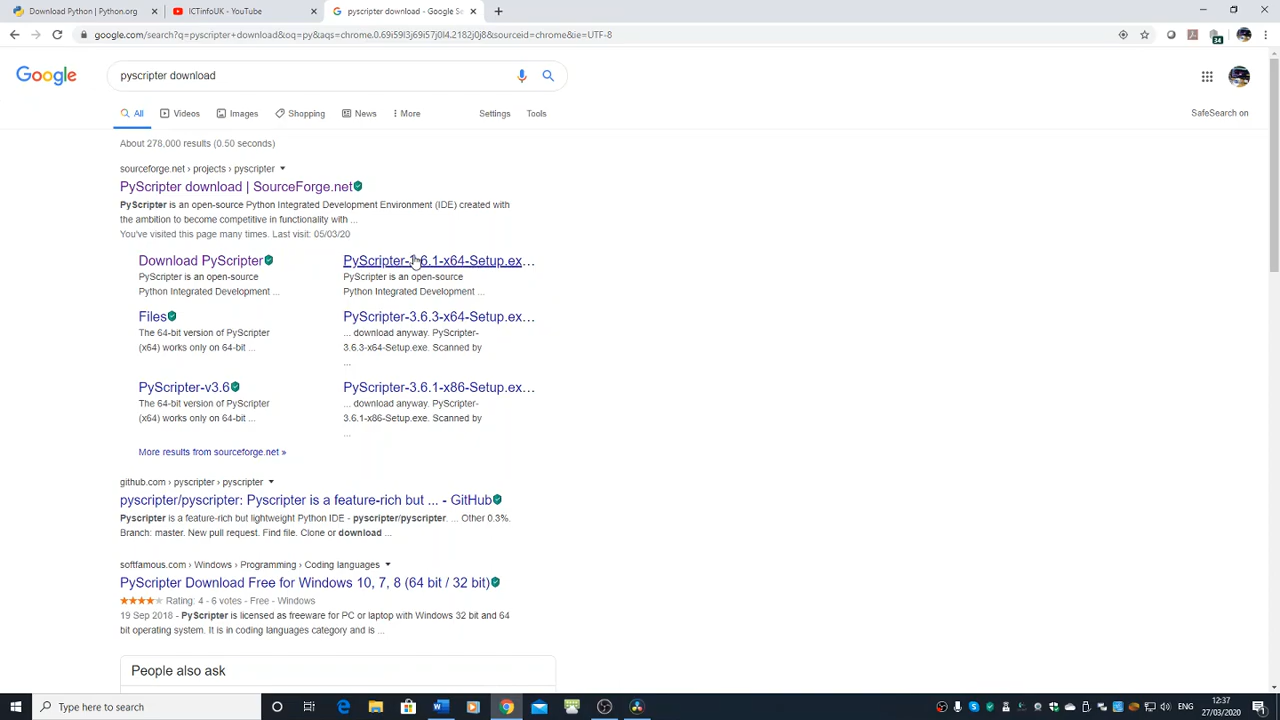 Download Python | Python.org
ICTinfoUK - YouTube
pyscripter download - Google Se
google.com/search?q=pyscripter+download&oq=py&aqs=chrome.0.69i59l3j69i57j0l4.2182j0j8&sourceid=chrome&ie=UTF-8
34
Google
pyscripter download
All
Videos
Images
Shopping
News
More
Settings
Tools
SafeSearch on
About 278,000 results (0.50 seconds)
sourceforge.net › projects › pyscripter
PyScripter download | SourceForge.net
PyScripter is an open-source Python Integrated Development Environment (IDE) created with
the ambition to become competitive in functionality with ...
You've visited this page many times. Last visit: 05/03/20
Download PyScripter
PyScripter is an open-source
Python Integrated Development ...
PyScripter-3.6.1-x64-Setup.ex...
PyScripter is an open-source
Python Integrated Development ...
Files
The 64-bit version of PyScripter
(x64) works only on 64-bit ...
PyScripter-3.6.3-x64-Setup.ex...
... download anyway. PyScripter-
3.6.3-x64-Setup.exe. Scanned by
...
PyScripter-v3.6
The 64-bit version of PyScripter
(x64) works only on 64-bit ...
PyScripter-3.6.1-x86-Setup.ex...
... download anyway. PyScripter-
3.6.1-x86-Setup.exe. Scanned by
...
More results from sourceforge.net »
github.com › pyscripter › pyscripter
pyscripter/pyscripter: Pyscripter is a feature-rich but ... - GitHub
Pyscripter is a feature-rich but lightweight Python IDE - pyscripter/pyscripter. ... Other 0.3%.
Branch: master. New pull request. Find file. Clone or download ...
softfamous.com › Windows › Programming › Coding languages
PyScripter Download Free for Windows 10, 7, 8 (64 bit / 32 bit)
Rating: 4 - 6 votes - Free - Windows
19 Sep 2018 - PyScripter is licensed as freeware for PC or laptop with Windows 32 bit and 64
bit operating system. It is in coding languages category and is ...
People also ask
Type here to search
ENG
12:37
27/03/2020